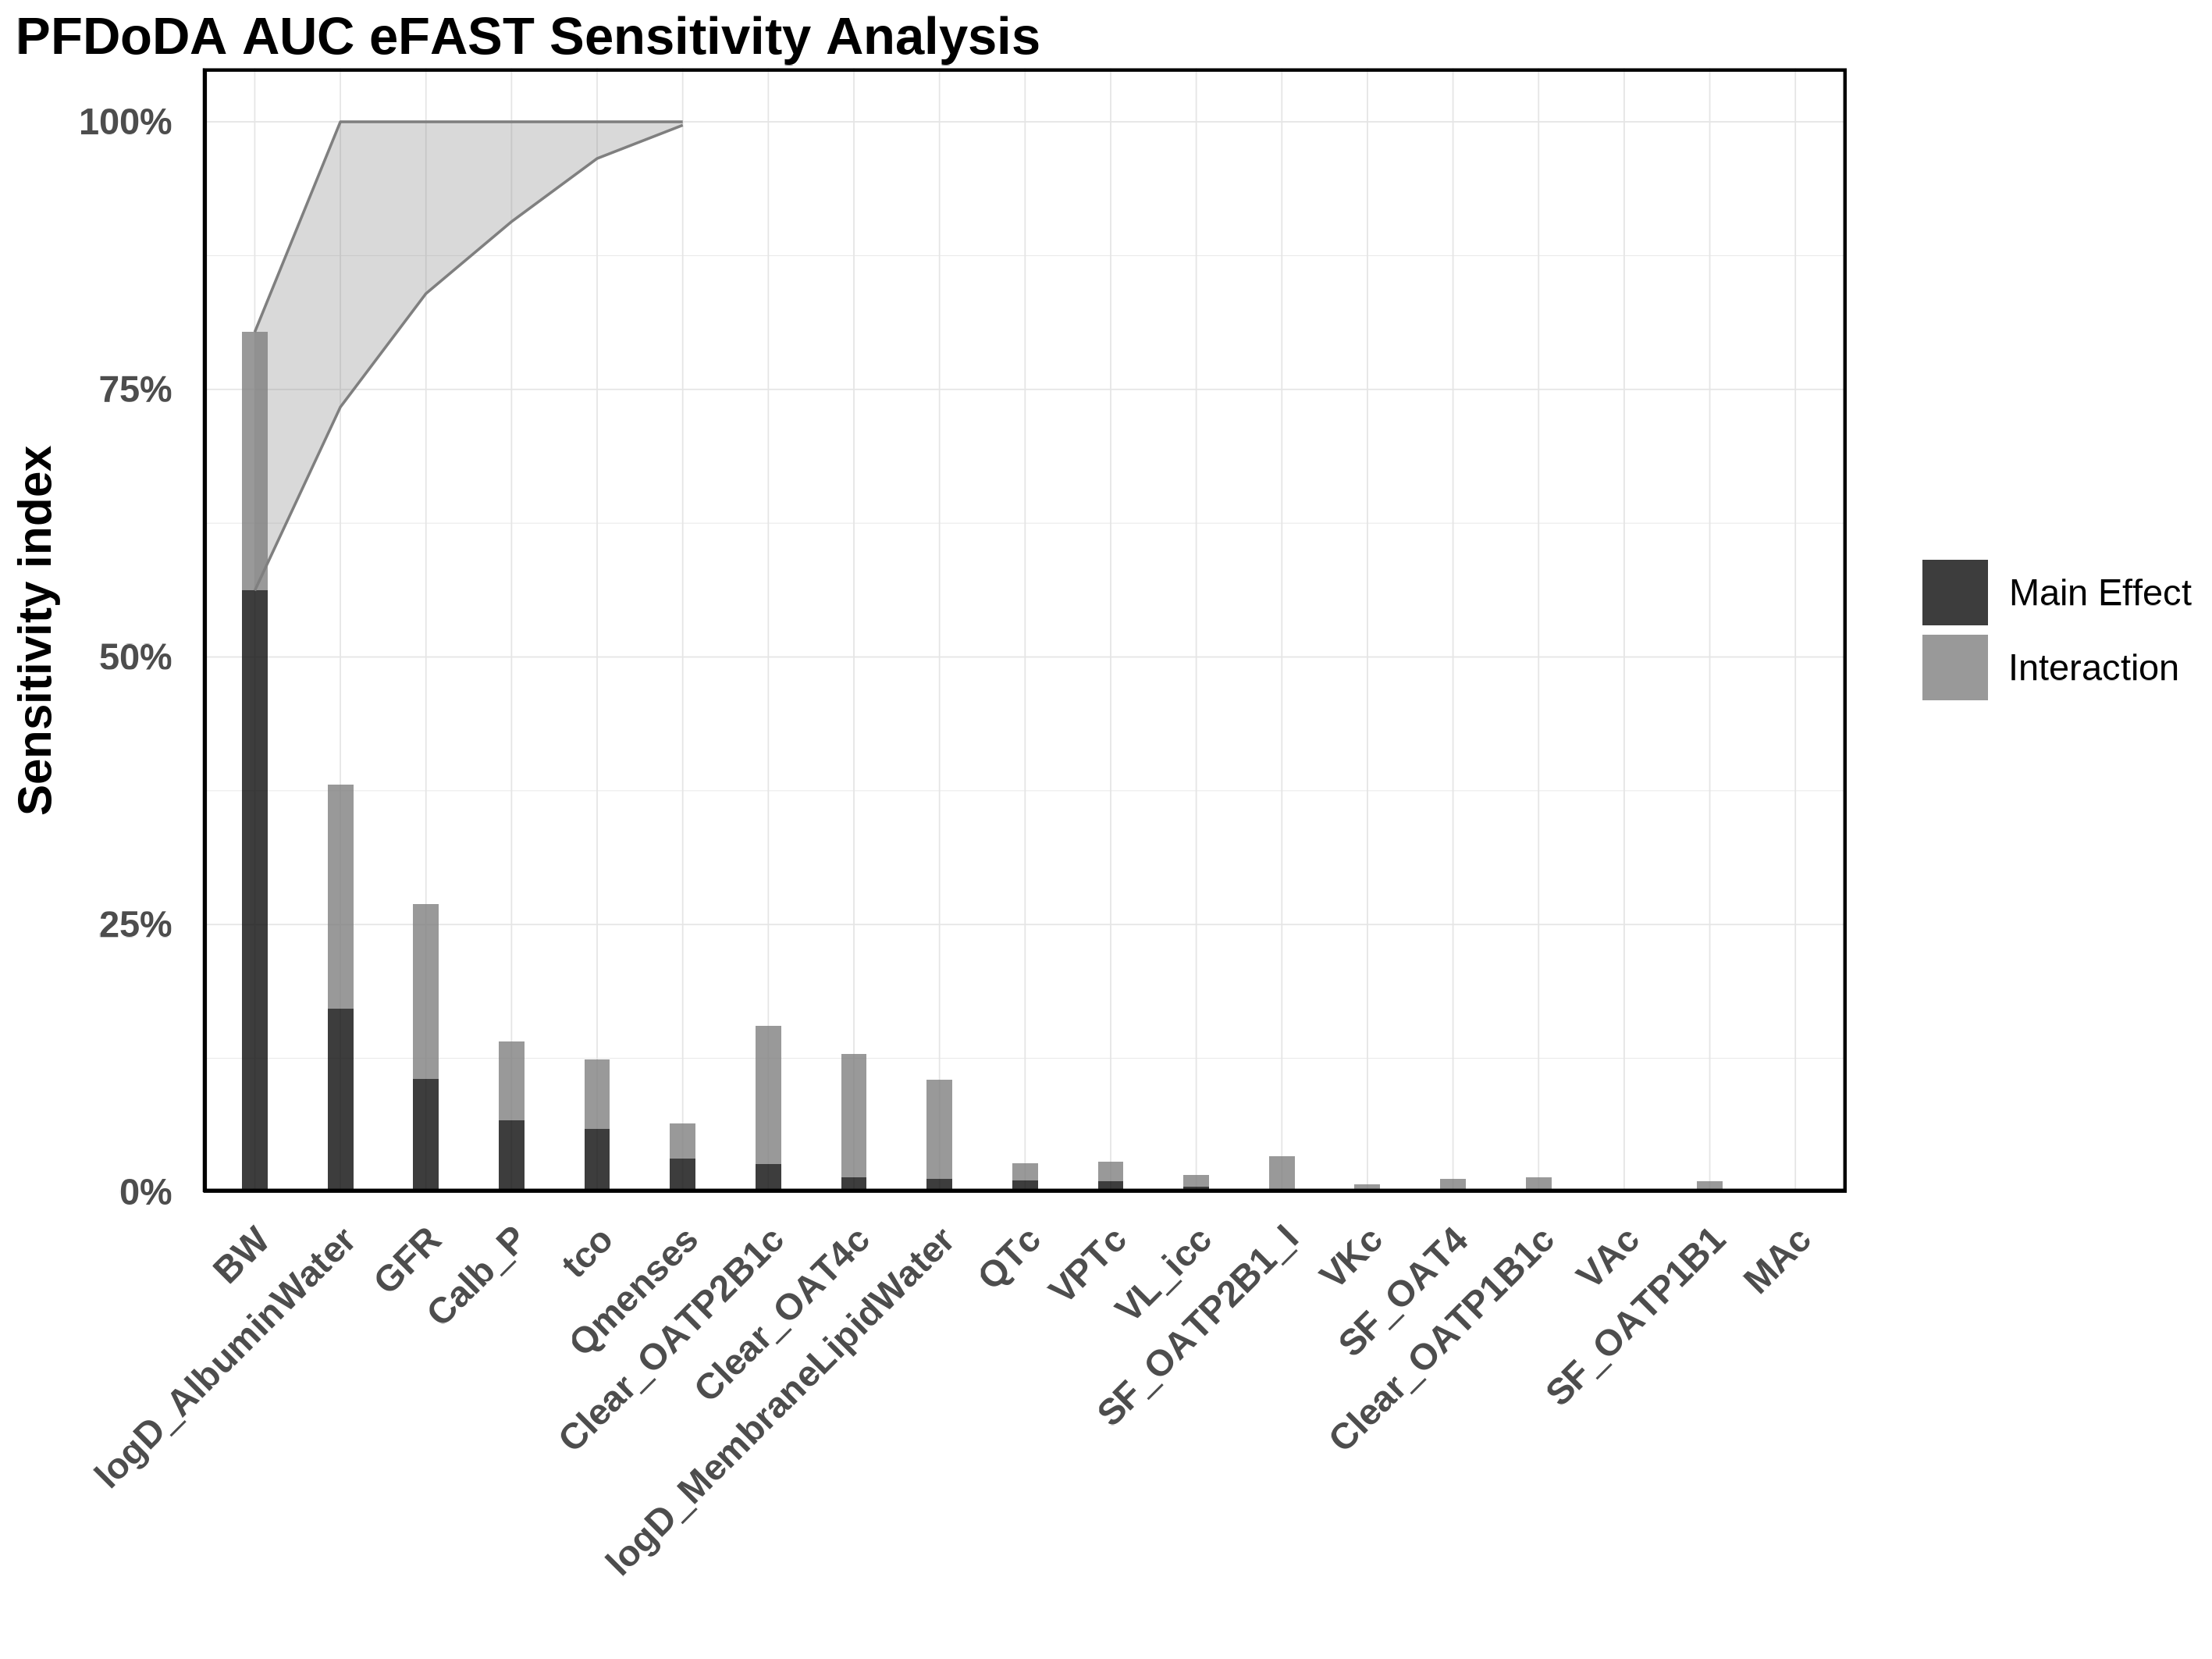 PFDoDA AUC eFAST Sensitivity Analysis
Sensitivity index
100%
75%
50%
25%
0%
BW
logD_AlbuminWater
GFR
Calb_P
tco
Qmenses
Clear_OATP2B1c
Clear_OAT4c
logD_MembraneLipidWater
QTc
VPTc
VL_icc
SF_OATP2B1_l
VKc
SF_OAT4
Clear_OATP1B1c
VAc
SF_OATP1B1
MAc
Main Effect
Interaction